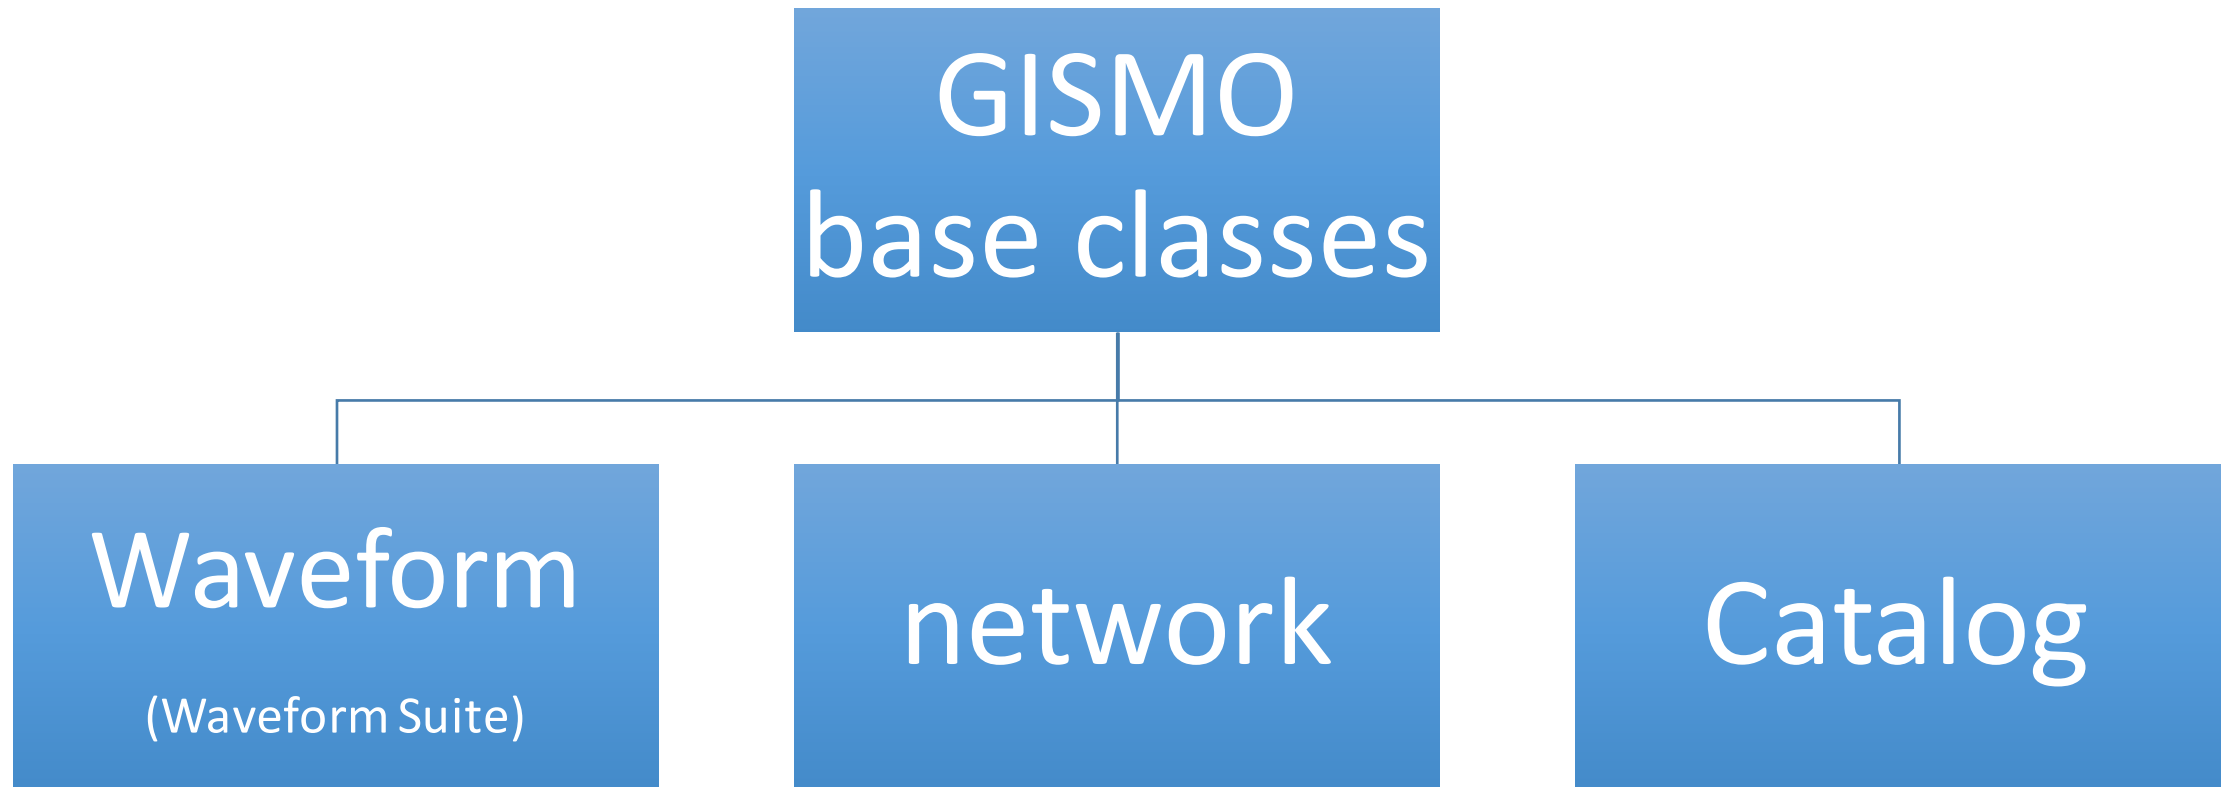 GISMO
base classes
Waveform
(Waveform Suite)
network
Catalog